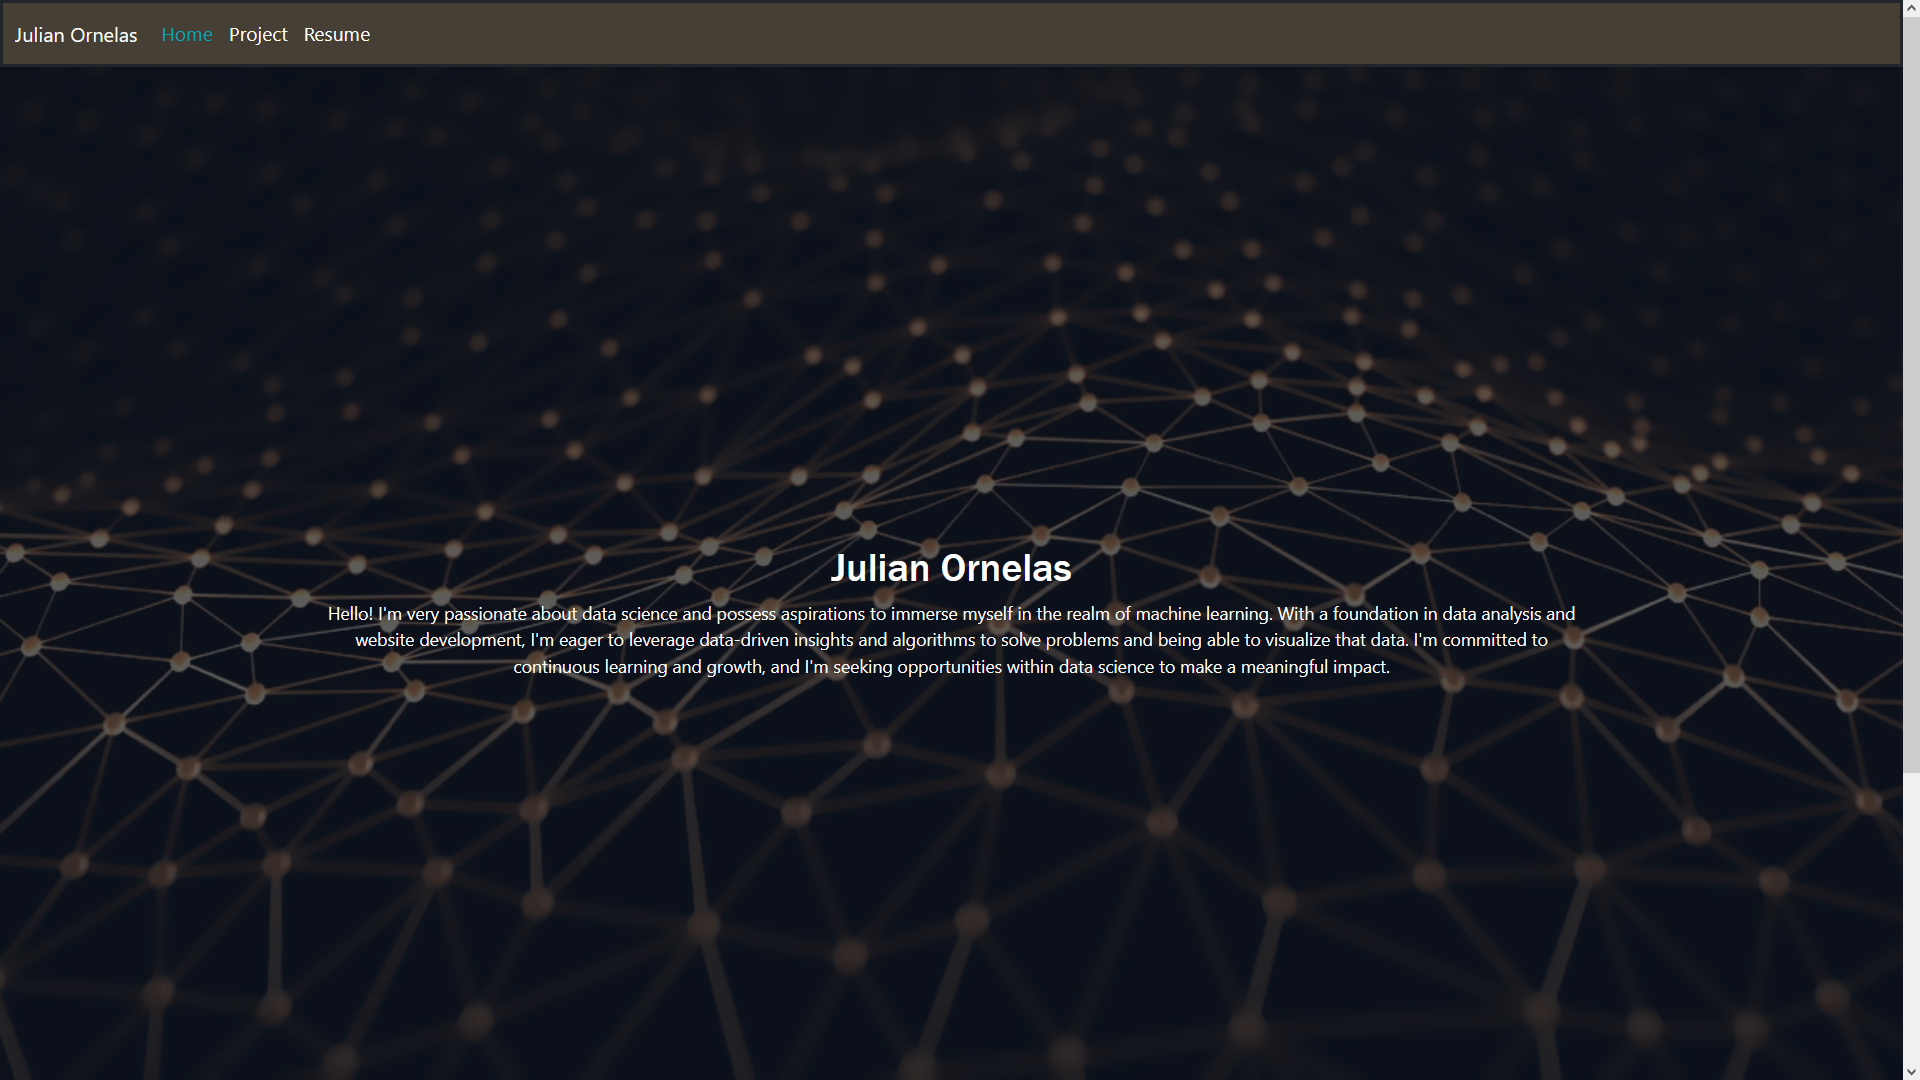 Julian Ornelas Home Project Resume
Julian Ornelas
Hello! I'm very passionate about data science and possess aspirations to immerse myself in the realm of machine learning. With a foundation in data analysis and
website development, I'm eager to leverage data-driven insights and algorithms to solve problems and being able to visualize that data. I'm committed to
continuous learning and growth, and I'm seeking opportunities within data science to make a meaningful impact.